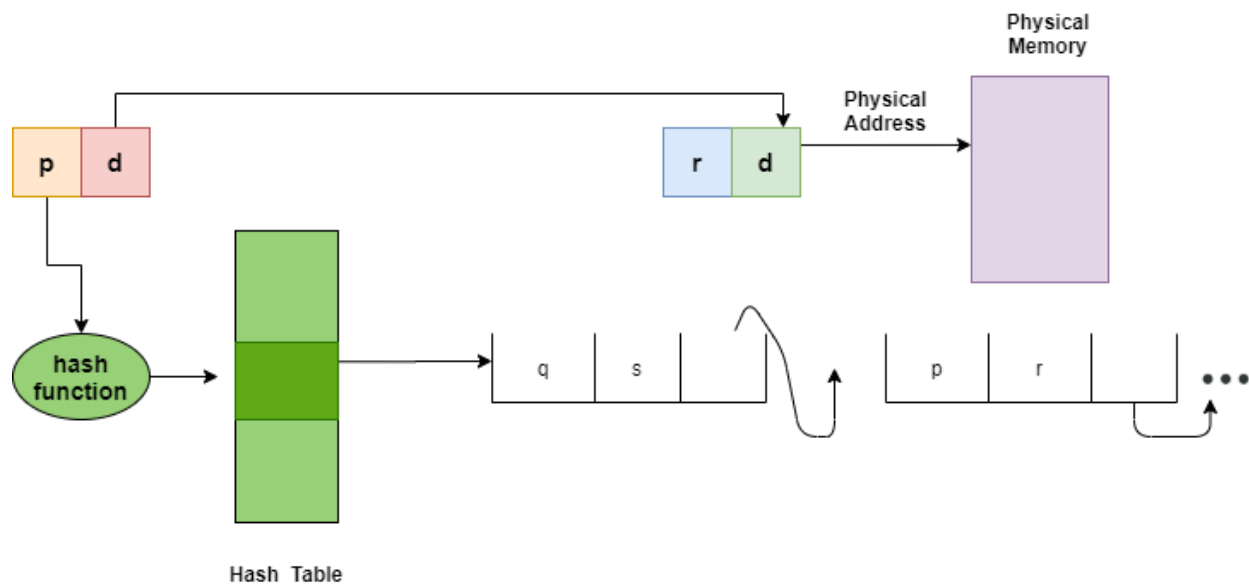 Physical
Memory
Physical
Address
p d
r d
hash
function
q s
p r
Hash Table